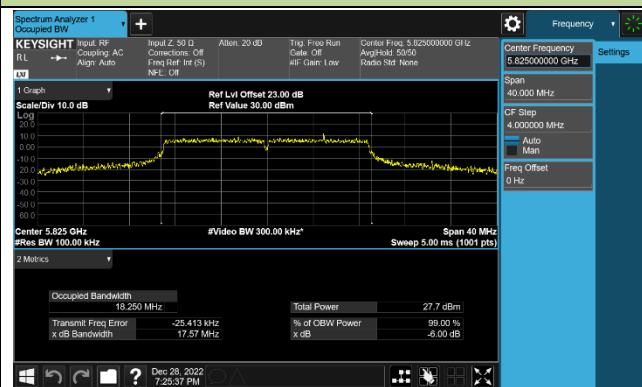 Spectrum Analyzer 1
Occupied BW
Frequency
KEYSIGHT
RL
LXI
Input: RF
Coupling: AC
Align: Auto
Input Z: 50 Ω
Corrections: Off
Freq Ref: Int (S)
NFE: Off
Atten: 20 dB
Trig: Free Run
Gate: Off
#IF Gain: Low
Center Freq: 5.825000000 GHz
Avg|Hold: 50/50
Radio Std: None
Center Frequency
5.825000000 GHz
Settings
Span
40.000 MHz
CF Step
4.000000 MHz
Auto
Man
Freq Offset
0 Hz
1 Graph
Scale/Div 10.0 dB
Ref Lvl Offset 23.00 dB
Ref Value 30.00 dBm
Log
20.0
10.0
0.00
-10.0
-20.0
-30.0
-40.0
-50.0
-60.0
Center 5.825 GHz
#Res BW 100.00 kHz
#Video BW 300.00 kHz*
Span 40 MHz
Sweep 5.00 ms (1001 pts)
2 Metrics
Occupied Bandwidth
18.250 MHz
Total Power 27.7 dBm
Transmit Freq Error -25.413 kHz
% of OBW Power 99.00 %
x dB Bandwidth 17.57 MHz
x dB -6.00 dB
Dec 28, 2022
7:25:37 PM